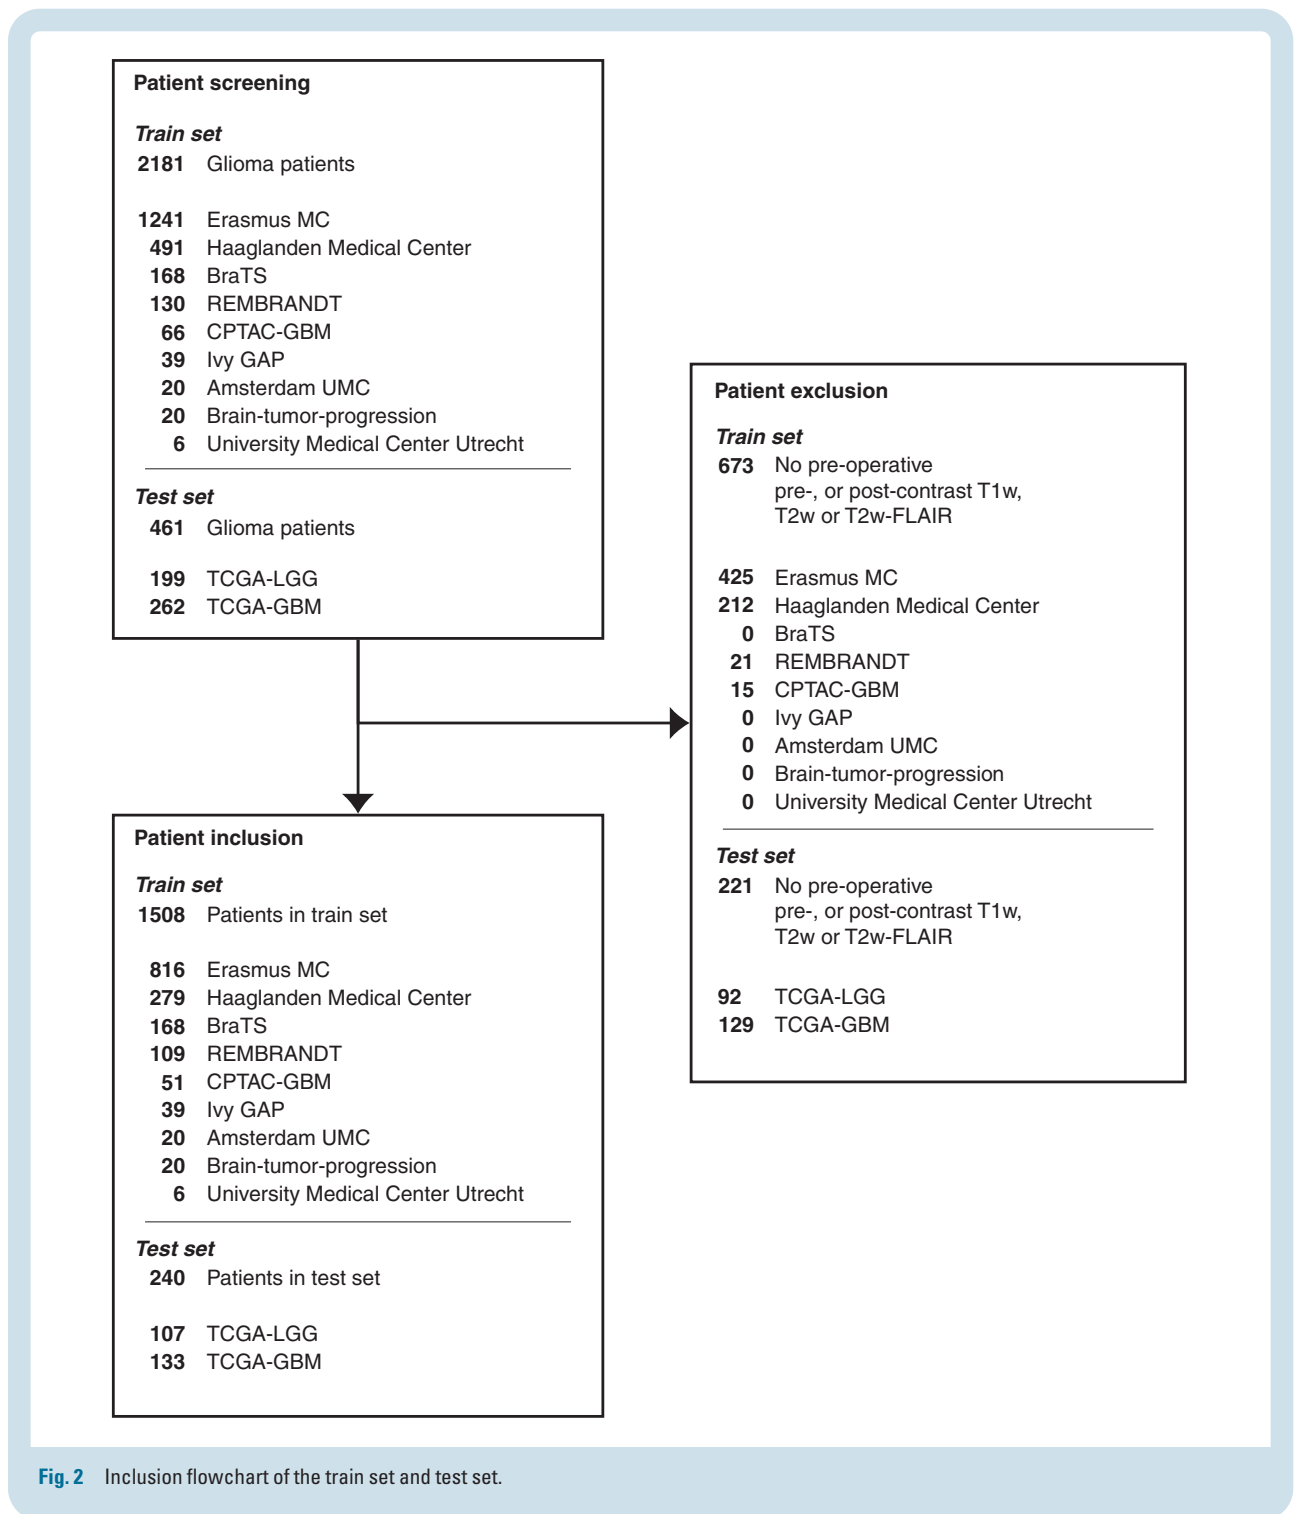 Patient screening
Train set
2181 Glioma patients
1241 Erasmus MC
491 Haaglanden Medical Center
168 BraTS
130 REMBRANDT
66 CPTAC-GBM
39 Ivy GAP
20 Amsterdam UMC
20 Brain-tumor-progression
6 University Medical Center Utrecht
Test set
461 Glioma patients
199 TCGA-LGG
262 TCGA-GBM
Patient exclusion
Train set
673 No pre-operative
pre-, or post-contrast T1w,
T2w or T2w-FLAIR
425 Erasmus MC
212 Haaglanden Medical Center
0 BraTS
21 REMBRANDT
15 CPTAC-GBM
0 Ivy GAP
0 Amsterdam UMC
0 Brain-tumor-progression
0 University Medical Center Utrecht
Test set
221 No pre-operative
pre-, or post-contrast T1w,
T2w or T2w-FLAIR
92 TCGA-LGG
129 TCGA-GBM
Patient inclusion
Train set
1508 Patients in train set
816 Erasmus MC
279 Haaglanden Medical Center
168 BraTS
109 REMBRANDT
51 CPTAC-GBM
39 Ivy GAP
20 Amsterdam UMC
20 Brain-tumor-progression
6 University Medical Center Utrecht
Test set
240 Patients in test set
107 TCGA-LGG
133 TCGA-GBM
Fig. 2 Inclusion flowchart of the train set and test set.